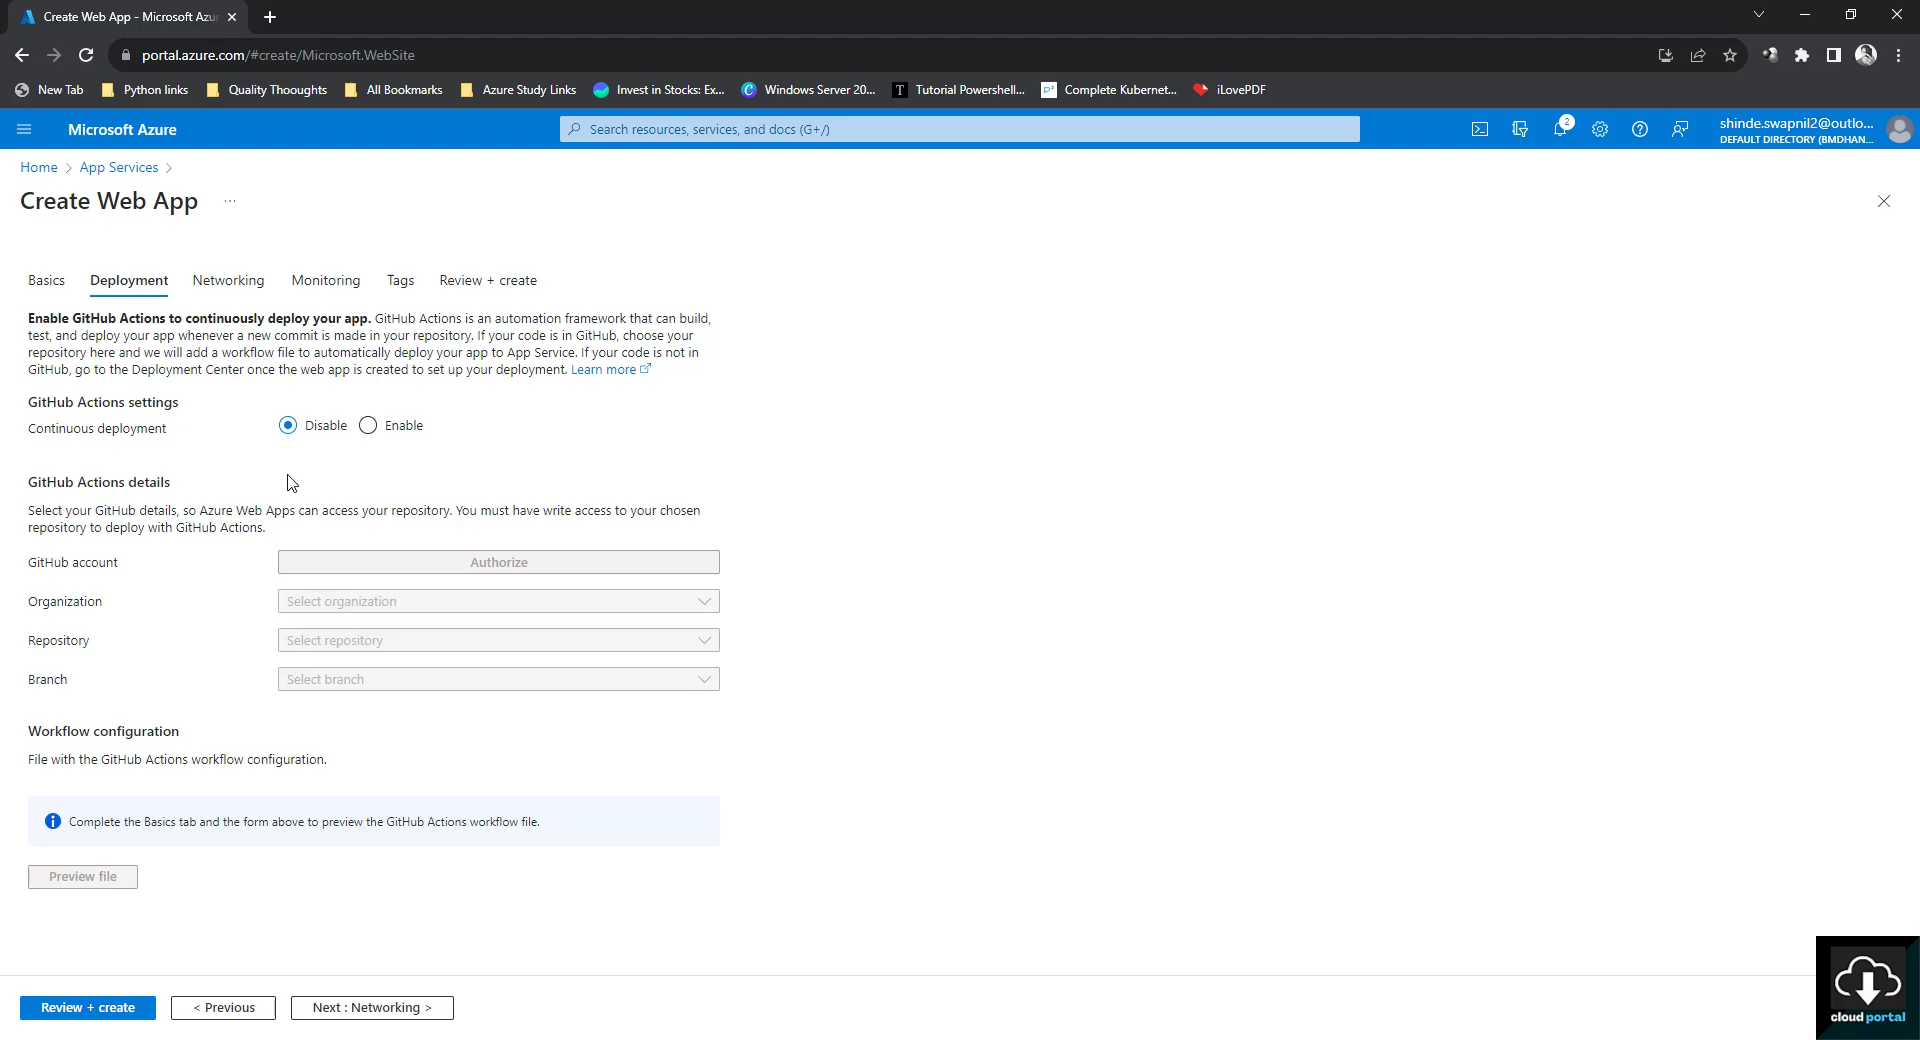 Create Web App - Microsoft Azu
portal.azure.com/#create/Microsoft.WebSite
New Tab
Python links
Quality Thooughts
All Bookmarks
Azure Study Links
Invest in Stocks: Ex...
Windows Server 20...
Tutorial Powershell...
Complete Kubernet...
iLovePDF
Microsoft Azure
Search resources, services, and docs (G+/)
2
shinde.swapnil2@outlo...
DEFAULT DIRECTORY (BMDHAN...
Home > App Services >
Create Web App ...
Basics
Deployment
Networking
Monitoring
Tags
Review + create
Enable GitHub Actions to continuously deploy your app. GitHub Actions is an automation framework that can build,
test, and deploy your app whenever a new commit is made in your repository. If your code is in GitHub, choose your
repository here and we will add a workflow file to automatically deploy your app to App Service. If your code is not in
GitHub, go to the Deployment Center once the web app is created to set up your deployment. Learn more
GitHub Actions settings
Continuous deployment
Disable
Enable
GitHub Actions details
Select your GitHub details, so Azure Web Apps can access your repository. You must have write access to your chosen
repository to deploy with GitHub Actions.
GitHub account
Authorize
Organization
Select organization
Repository
Select repository
Branch
Select branch
Workflow configuration
File with the GitHub Actions workflow configuration.
Complete the Basics tab and the form above to preview the GitHub Actions workflow file.
Preview file
Review + create
< Previous
Next : Networking >
cloud portal